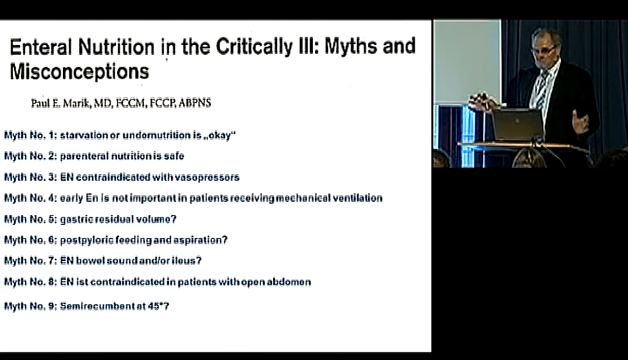 Enteral Nutrition in the Critically Ill: Myths and
Misconceptions
Paul E. Marik, MD, FCCM, FCCP, ABPNS
Myth No. 1: starvation or undernutrition is „okay“
Myth No. 2: parenteral nutrition is safe
Myth No. 3: EN contraindicated with vasopressors
Myth No. 4: early En is not important in patients receiving mechanical ventilation
Myth No. 5: gastric residual volume?
Myth No. 6: postpyloric feeding and aspiration?
Myth No. 7: EN bowel sound and/or ileus?
Myth No. 8: EN ist contraindicated in patients with open abdomen
Myth No. 9: Semirecumbent at 45°?